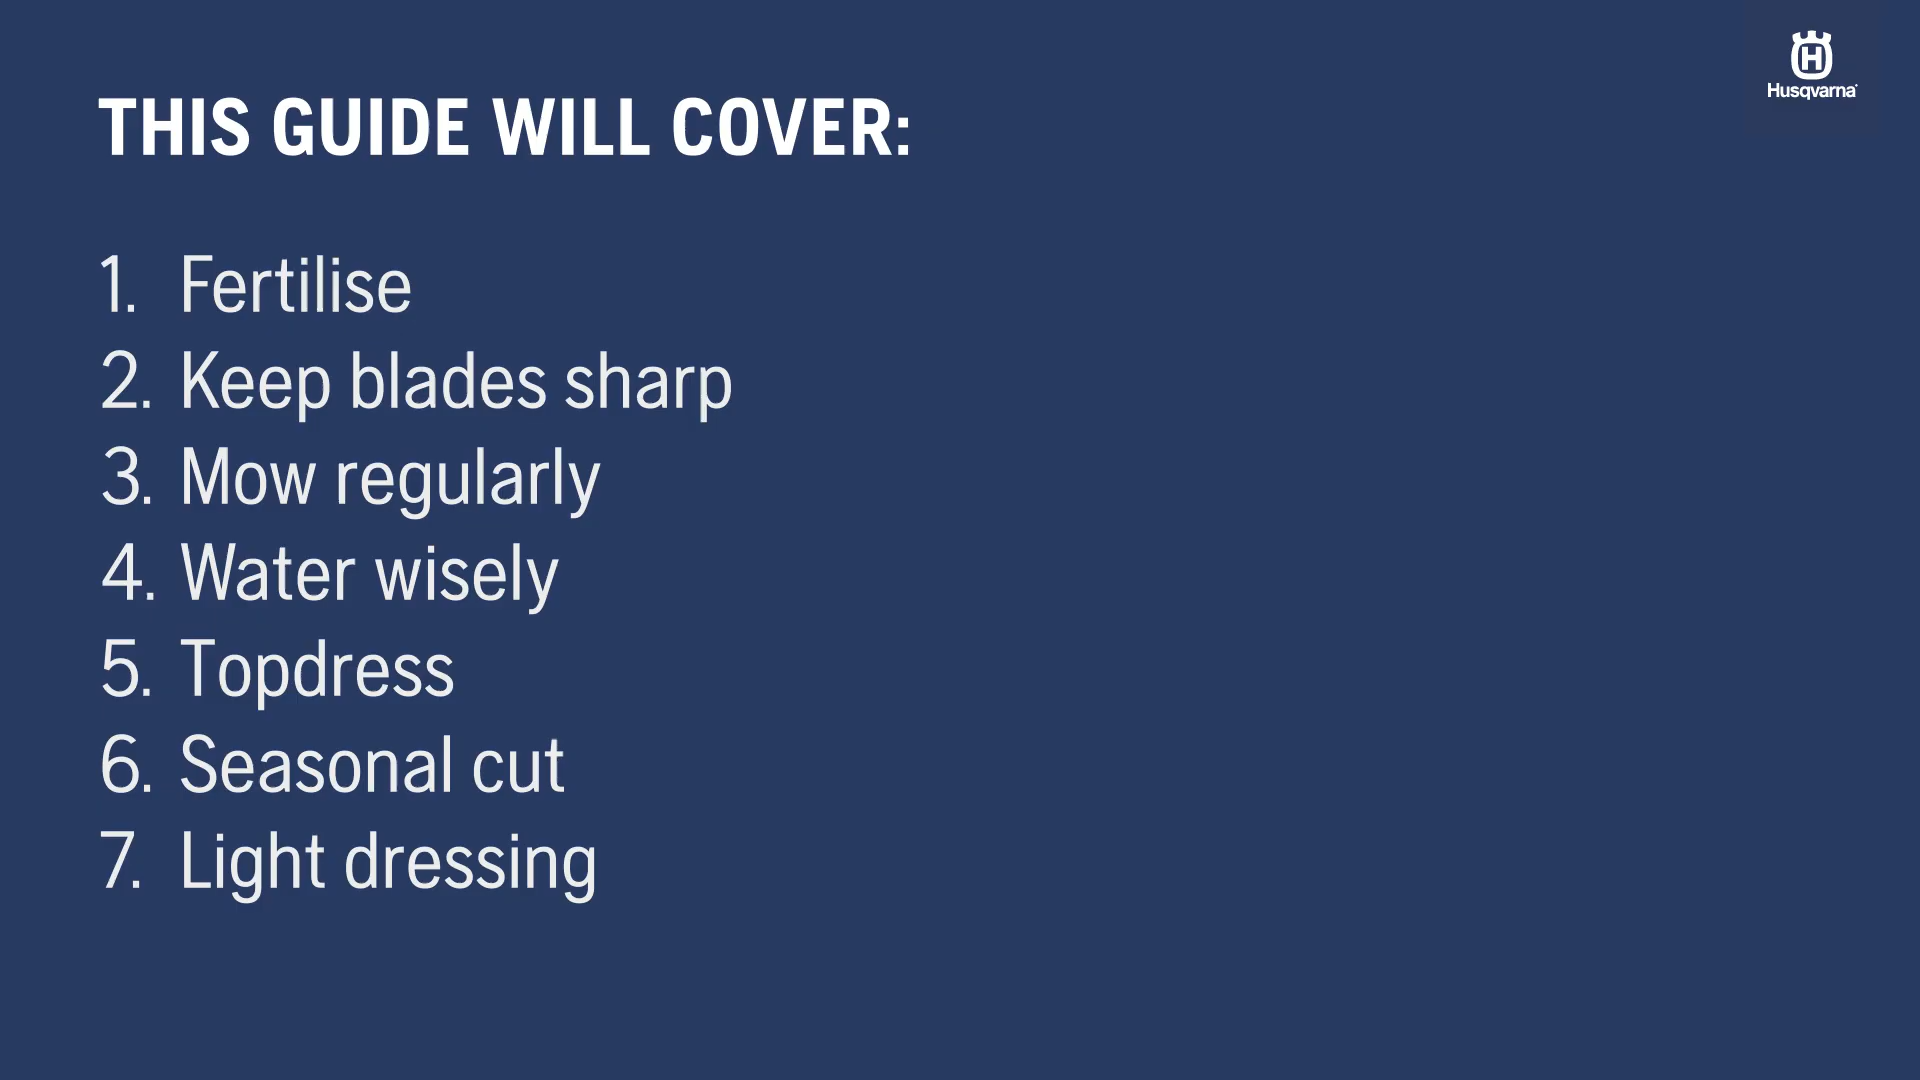 Husqvarna
THIS GUIDE WILL COVER:
1. Fertilise
2. Keep blades sharp
3. Mow regularly
4. Water wisely
5. Topdress
6. Seasonal cut
7. Light dressing